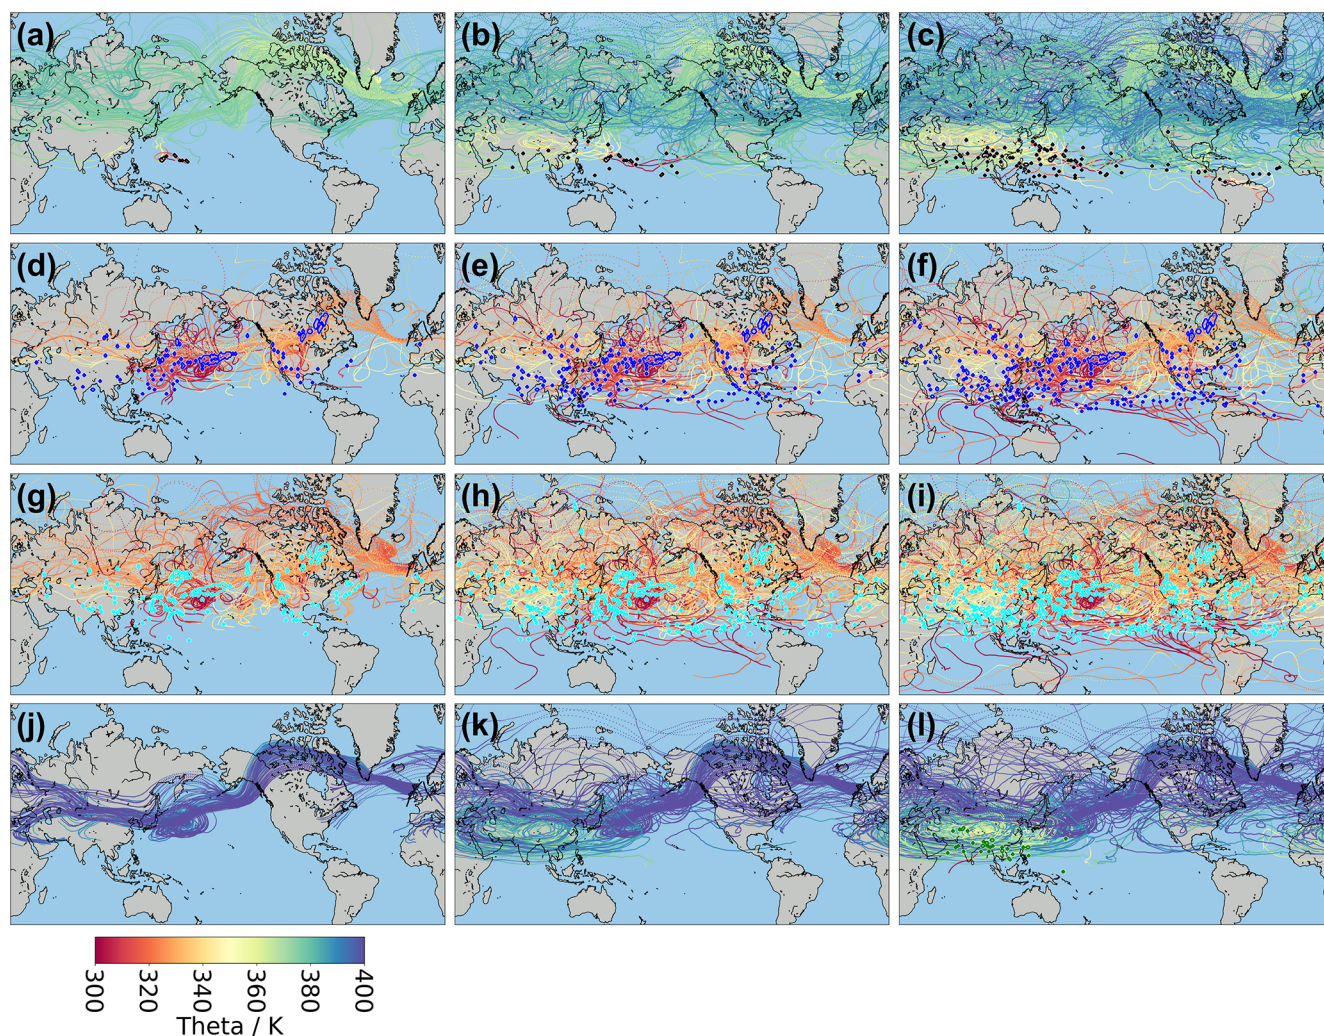 (a) (b) (c)
(d) (e) (f)
(g) (h) (i)
(j) (k) (l)
300 320 340 360 380 400
Theta / K